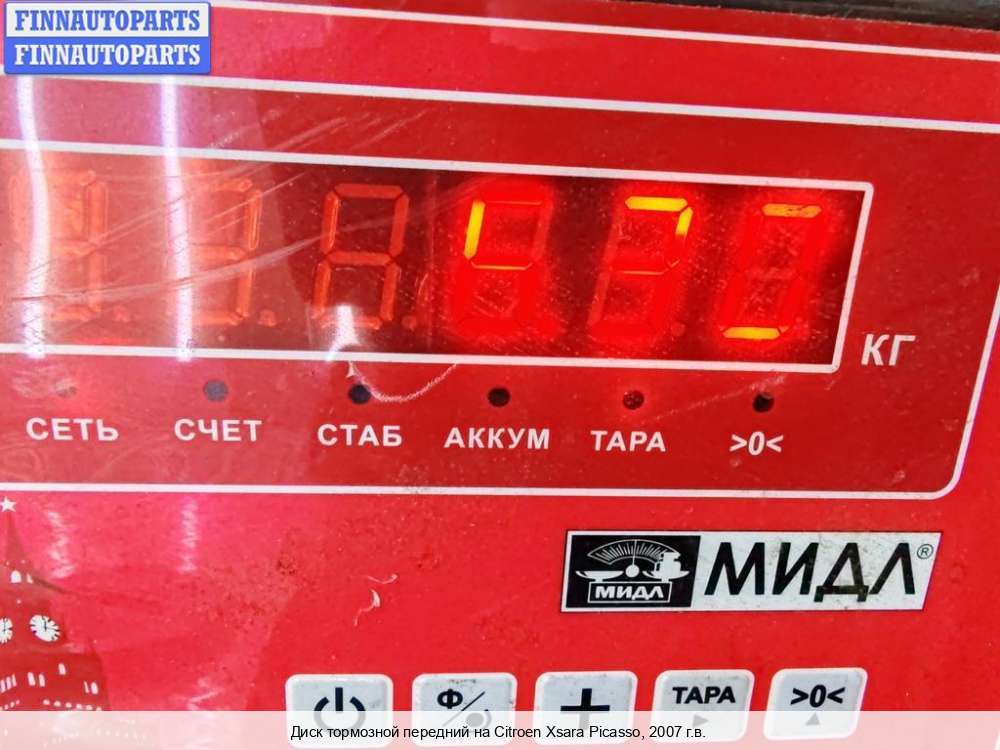 FINNAUTOPARTS
FINNAUTOPARTS
КГ
СЕТЬ СЧЕТ СТАБ АККУМ ТАРА >0<
МИДЛ МИДЛ®
Ф/ + ТАРА >0<
Диск тормозной передний на Citroen Xsara Picasso, 2007 г.в.